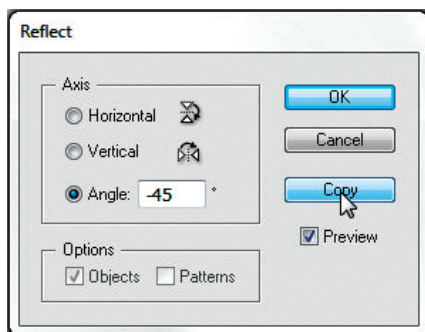 Reflect
Axis
Horizontal
Vertical
Angle: -45 °
OK
Cancel
Copy
Preview
Options
Objects Patterns